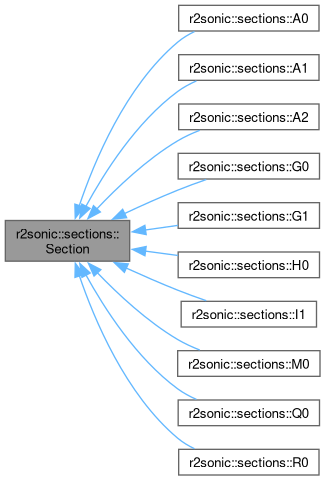 r2sonic::sections::A0
r2sonic::sections::A1
r2sonic::sections::A2
r2sonic::sections::G0
r2sonic::sections::
Section
r2sonic::sections::G1
r2sonic::sections::H0
r2sonic::sections::I1
r2sonic::sections::M0
r2sonic::sections::Q0
r2sonic::sections::R0